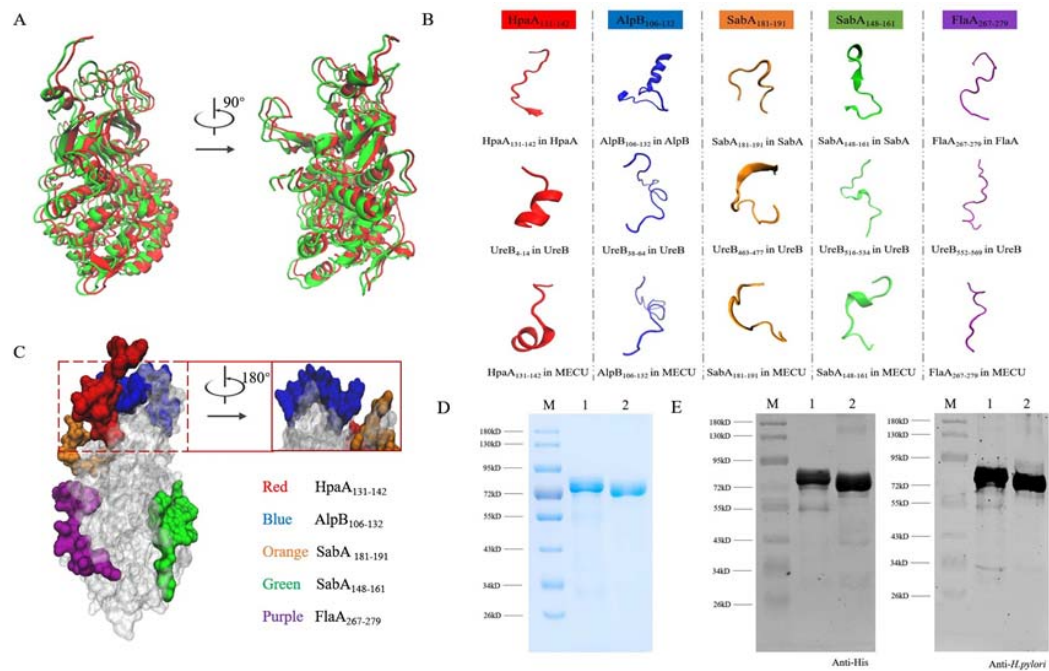 A
90°
B
HpaA131-142 AlpB106-132 SabA181-191 SabA148-161 FlaA267-279
HpaA131-142 in HpaA AlpB106-132 in AlpB SabA181-191 in SabA SabA148-161 in SabA FlaA267-279 in FlaA
UreB4-14 in UreB UreB38-64 in UreB UreB463-477 in UreB UreB516-534 in UreB UreB552-569 in UreB
HpaA131-142 in MECU AlpB106-132 in MECU SabA181-191 in MECU SabA148-161 in MECU FlaA267-279 in MECU
C
180°
Red HpaA131-142
Blue AlpB106-132
Orange SabA 181-191
Green SabA148-161
Purple FlaA267-279
D
M 1 2
180kD
130kD
95kD
72kD
55kD
43kD
34kD
26kD
E
M 1 2
180kD
130kD
95kD
72kD
55kD
43kD
34kD
26kD
Anti-His
M 1 2
180kD
130kD
95kD
72kD
55kD
43kD
34kD
26kD
Anti-H.pylori